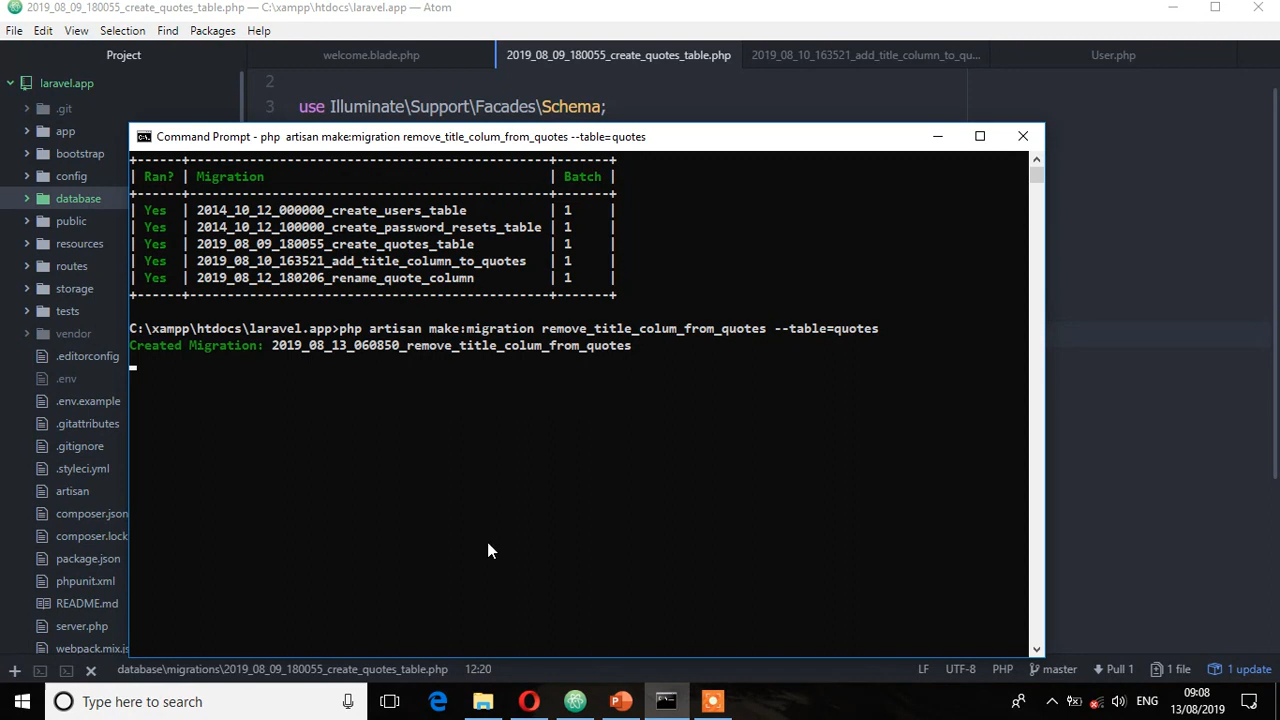 2019_08_09_180055_create_quotes_table.php — C:\xampp\htdocs\laravel.app — Atom
File Edit View Selection Find Packages Help
Project
welcome.blade.php
2019_08_09_180055_create_quotes_table.php
2019_08_10_163521_add_title_column_to_qu...
User.php
laravel.app
.git
app
bootstrap
config
database
public
resources
routes
storage
tests
vendor
.editorconfig
.env
.env.example
.gitattributes
.gitignore
.styleci.yml
artisan
composer.json
composer.lock
package.json
phpunit.xml
README.md
server.php
webpack.mix.js
2
3 use Illuminate\Support\Facades\Schema;
Command Prompt - php artisan make:migration remove_title_colum_from_quotes --table=quotes
+------+------------------------------------------------+-------+
| Ran? | Migration | Batch |
+------+------------------------------------------------+-------+
| Yes | 2014_10_12_000000_create_users_table | 1 |
| Yes | 2014_10_12_100000_create_password_resets_table | 1 |
| Yes | 2019_08_09_180055_create_quotes_table | 1 |
| Yes | 2019_08_10_163521_add_title_column_to_quotes | 1 |
| Yes | 2019_08_12_180206_rename_quote_column | 1 |
+------+------------------------------------------------+-------+
C:\xampp\htdocs\laravel.app>php artisan make:migration remove_title_colum_from_quotes --table=quotes
Created Migration: 2019_08_13_060850_remove_title_colum_from_quotes
database\migrations\2019_08_09_180055_create_quotes_table.php 12:20 LF UTF-8 PHP master Pull 1 1 file 1 update
Type here to search
ENG
09:08
13/08/2019